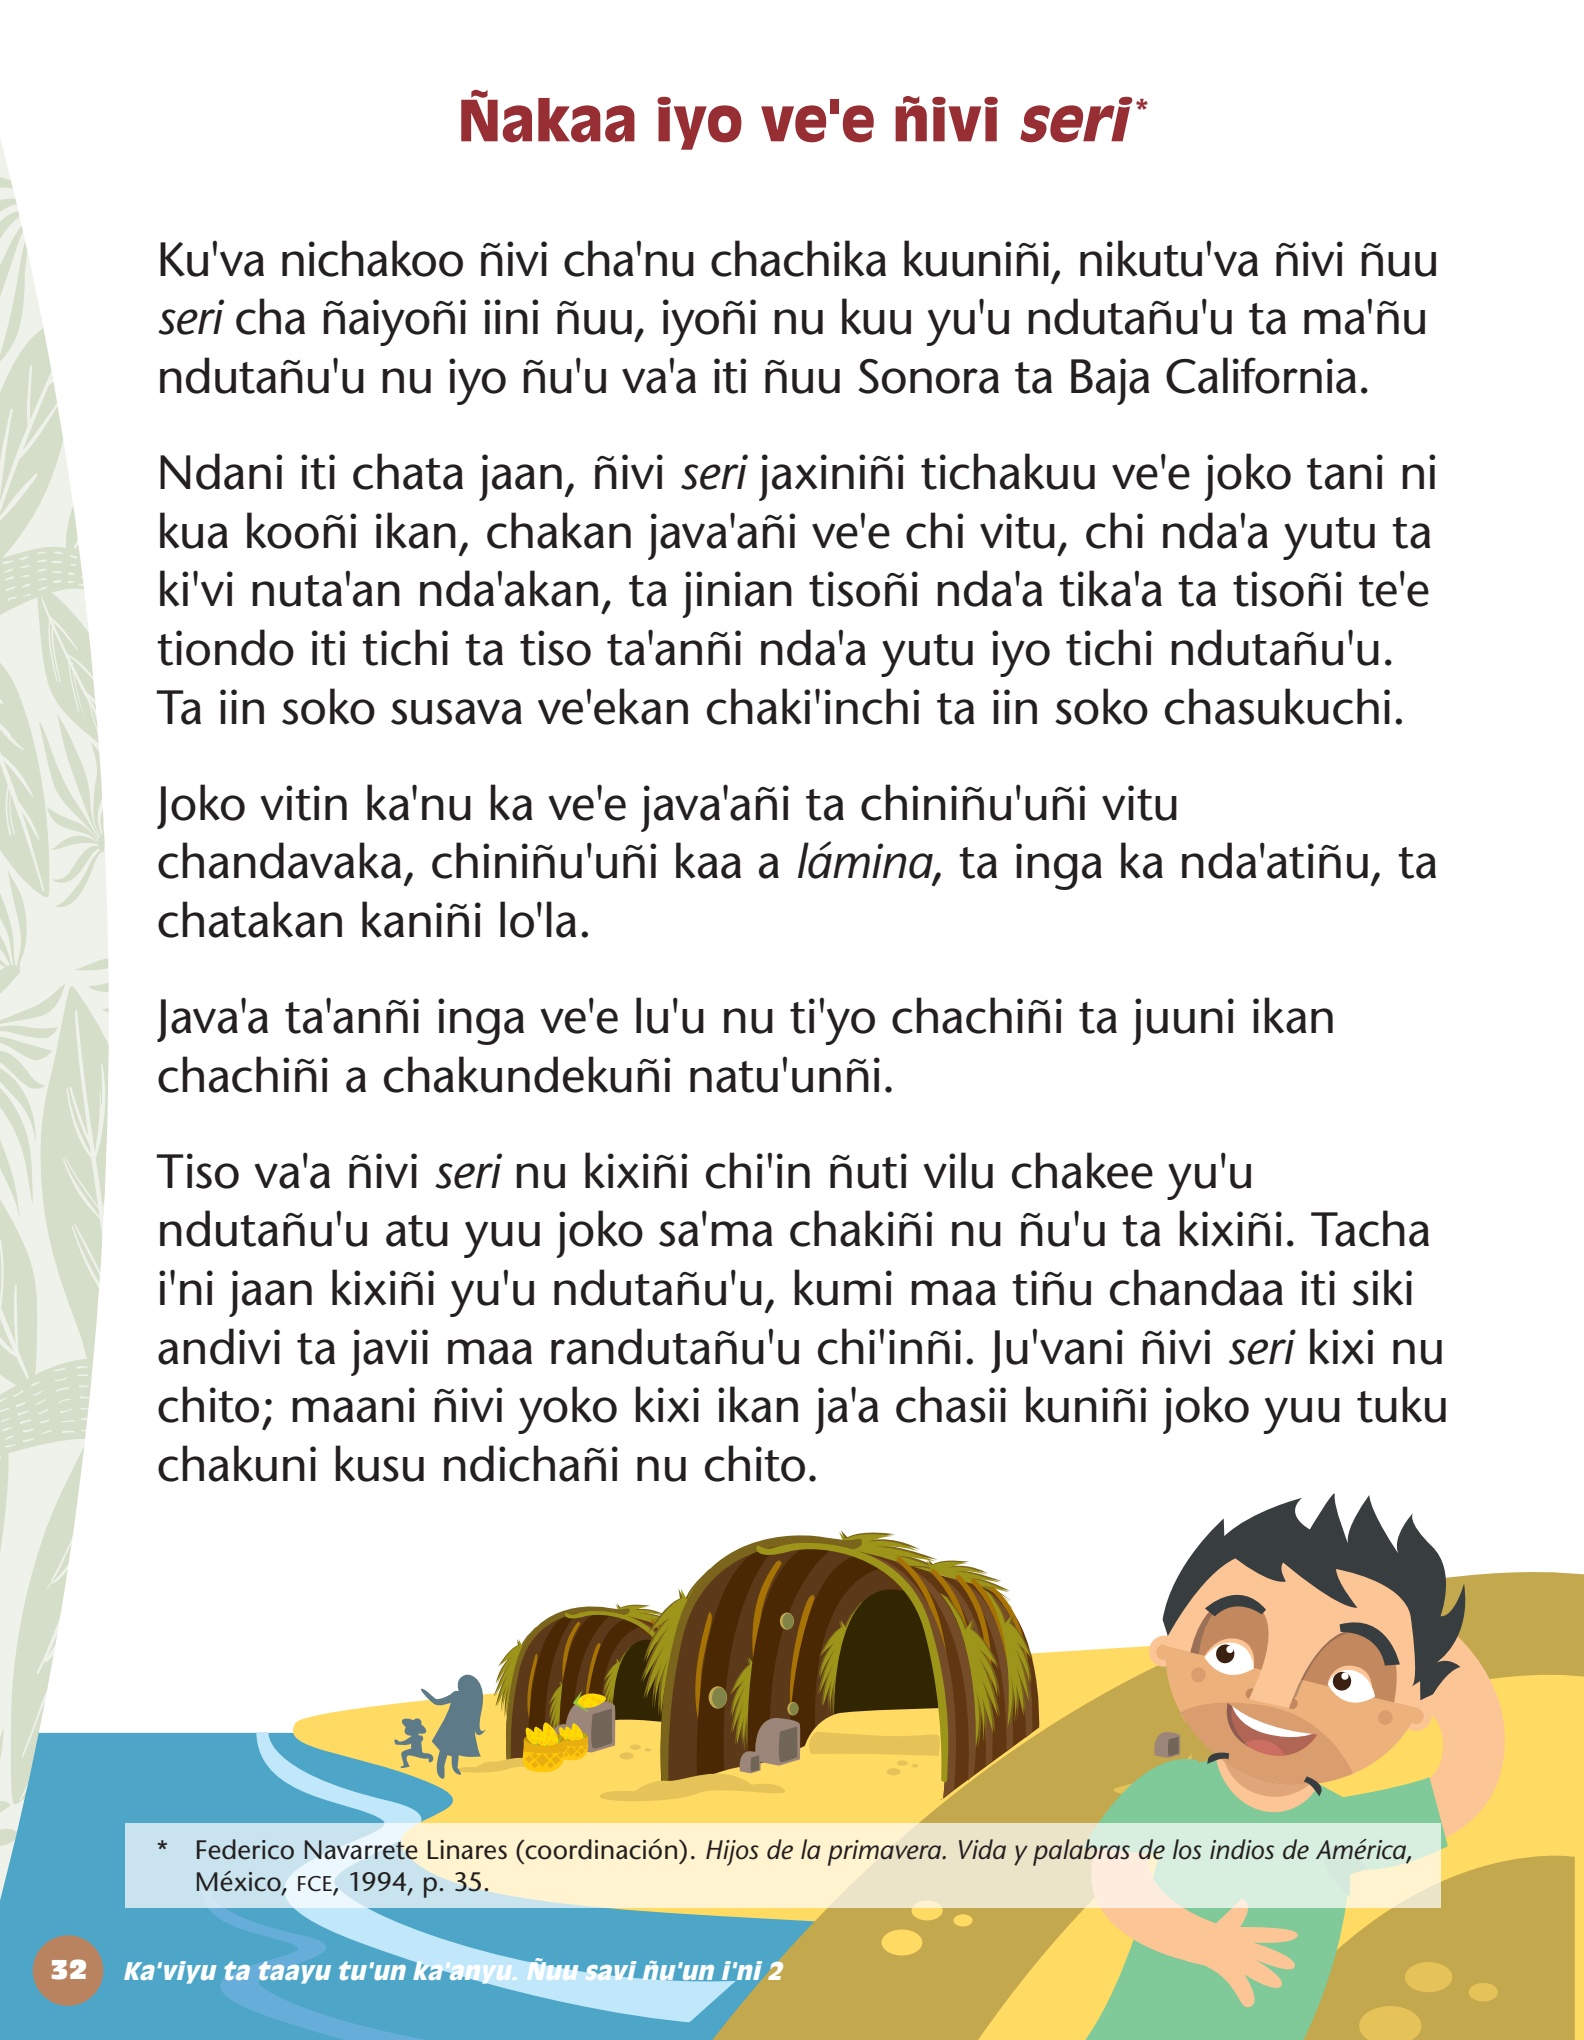 Ñakaa iyo ve'e ñivi seri*
Ku'va nichakoo ñivi cha'nu chachika kuuniñi, nikutu'va ñivi ñuu
seri cha ñaiyoñi iini ñuu, iyoñi nu kuu yu'u ndutañu'u ta ma'ñu
ndutañu'u nu iyo ñu'u va'a iti ñuu Sonora ta Baja California.
Ndani iti chata jaan, ñivi seri jaxiniñi tichakuu ve'e joko tani ni
kua kooñi ikan, chakan java'añi ve'e chi vitu, chi nda'a yutu ta
ki'vi nuta'an nda'akan, ta jinian tisoñi nda'a tika'a ta tisoñi te'e
tiondo iti tichi ta tiso ta'anñi nda'a yutu iyo tichi ndutañu'u.
Ta iin soko susava ve'ekan chaki'inchi ta iin soko chasukuchi.
Joko vitin ka'nu ka ve'e java'añi ta chiniñu'uñi vitu
chandavaka, chiniñu'uñi kaa a lámina, ta inga ka nda'atiñu, ta
chatakan kaniñi lo'la.
Java'a ta'anñi inga ve'e lu'u nu ti'yo chachiñi ta juuni ikan
chachiñi a chakundekuñi natu'unñi.
Tiso va'a ñivi seri nu kixiñi chi'in ñuti vilu chakee yu'u
ndutañu'u atu yuu joko sa'ma chakiñi nu ñu'u ta kixiñi. Tacha
i'ni jaan kixiñi yu'u ndutañu'u, kumi maa tiñu chandaa iti siki
andivi ta javii maa randutañu'u chi'inñi. Ju'vani ñivi seri kixi nu
chito; maani ñivi yoko kixi ikan ja'a chasii kuniñi joko yuu tuku
chakuni kusu ndichañi nu chito.
* Federico Navarrete Linares (coordinación). Hijos de la primavera. Vida y palabras de los indios de América,
México, FCE, 1994, p. 35.
32 Ka'viyu ta taayu tu'un ka'anyu. Ñuu savi ñu'un i'ni 2